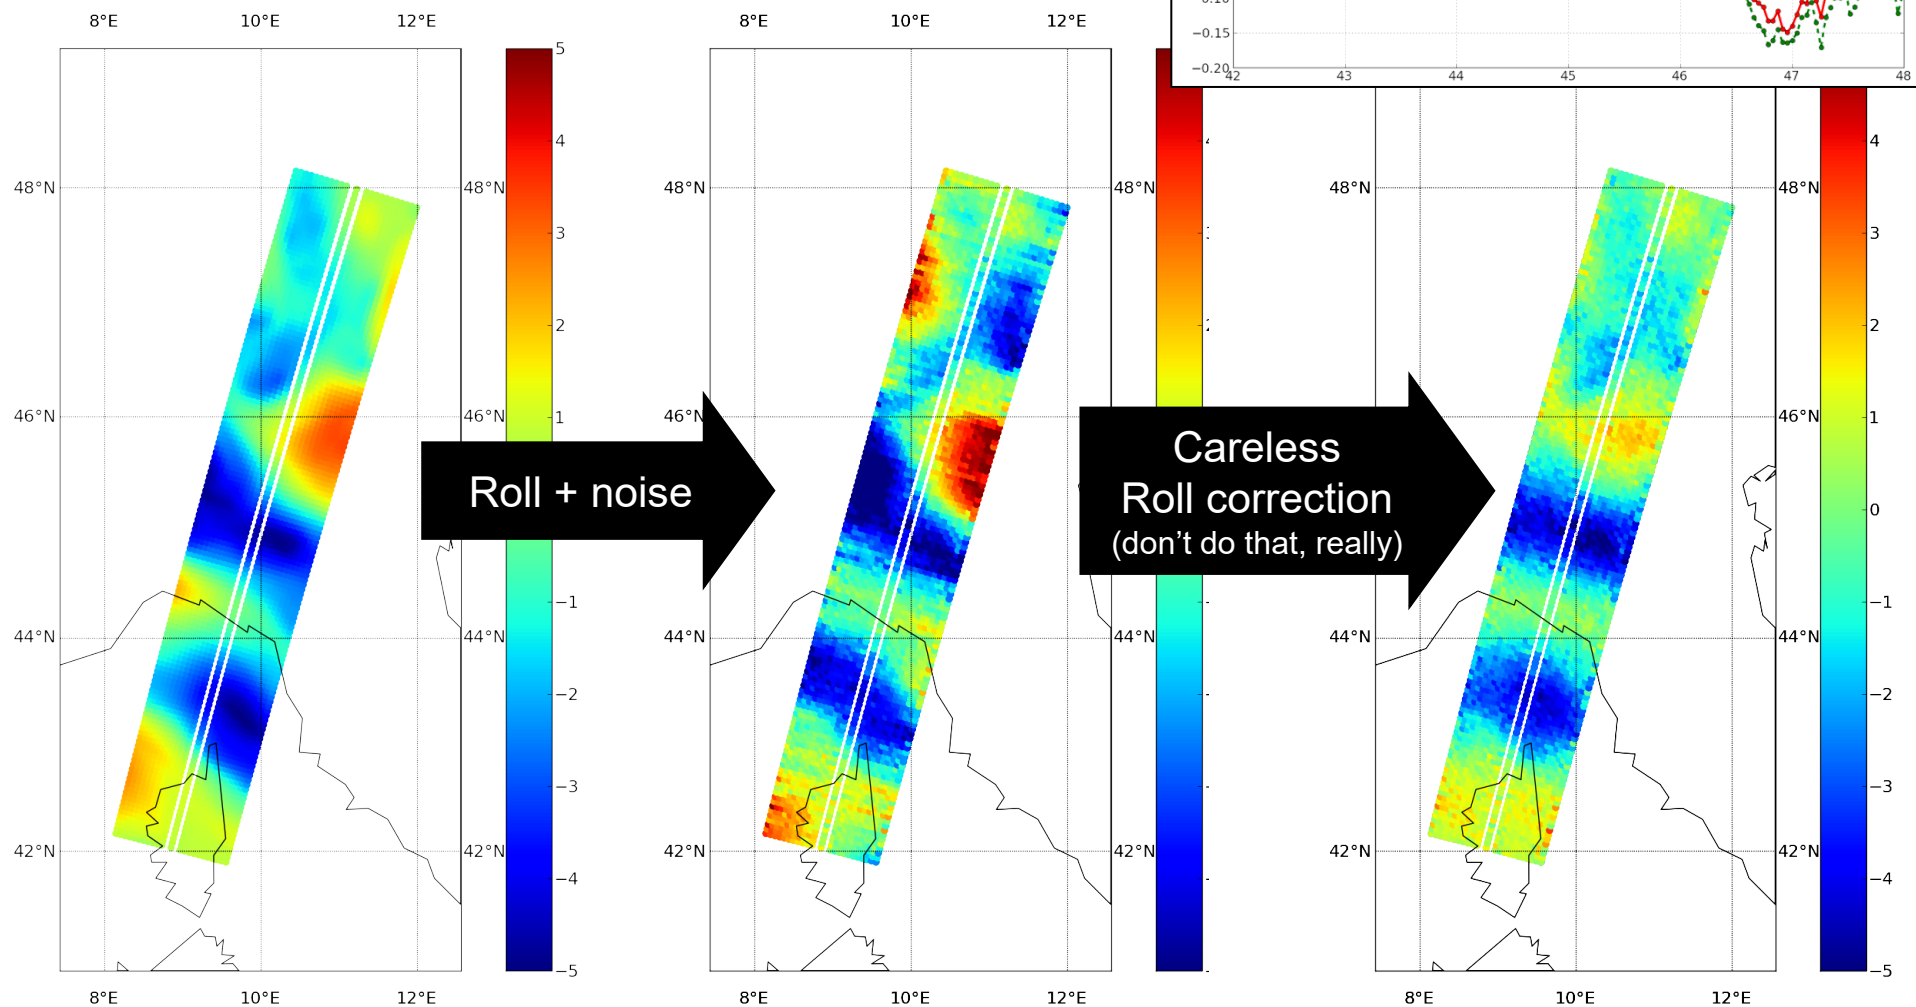 8°E 10°E 12°E
8°E 10°E 12°E
−0.15
−0.20
42 43 44 45 46 47 48
5
4
3
2
1
−1
−2
−3
−4
−5
4
3
2
1
0
−1
−2
−3
−4
−5
48°N 48°N 48°N 48°N 48°N
46°N 46°N 46°N 46°N 46°N
44°N 44°N 44°N 44°N 44°N
42°N 42°N 42°N 42°N 42°N
Roll + noise
Careless
Roll correction
(don't do that, really)
8°E 10°E 12°E
8°E 10°E 12°E
8°E 10°E 12°E